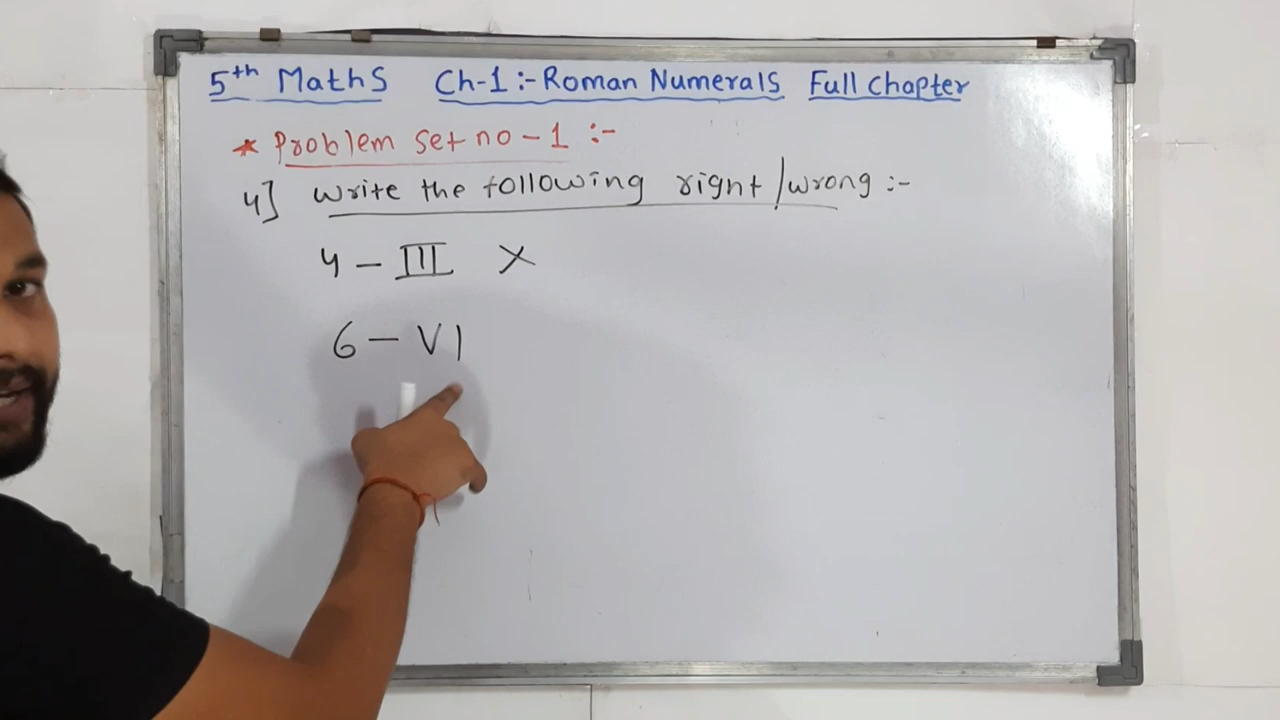 5th Maths Ch-1:- Roman Numerals Full Chapter
* Problem Set no-1 :-
4] Write the following right/wrong :-
4 - III X
6 - VI